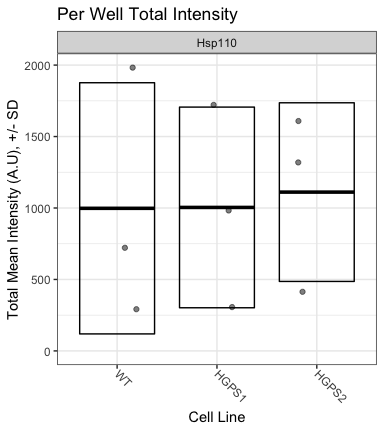 Per Well Total Intensity
Hsp110
Total Mean Intensity (A.U), +/- SD
2000
1500
1000
500
0
WT
HGPS1
HGPS2
Cell Line